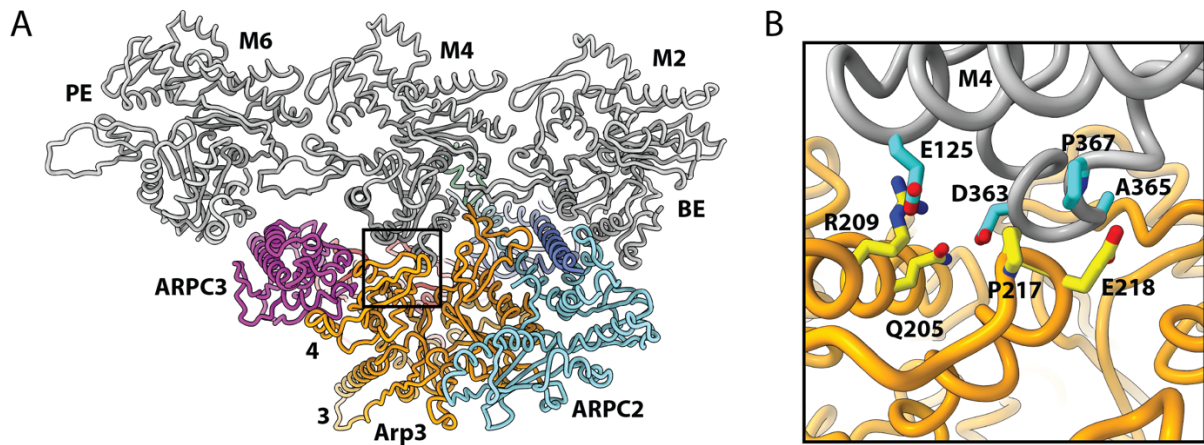 A
M6
M4
M2
PE
BE
ARPC3
4
3
Arp3
ARPC2
B
M4
E125
P367
D363
A365
R209
P217
E218
Q205